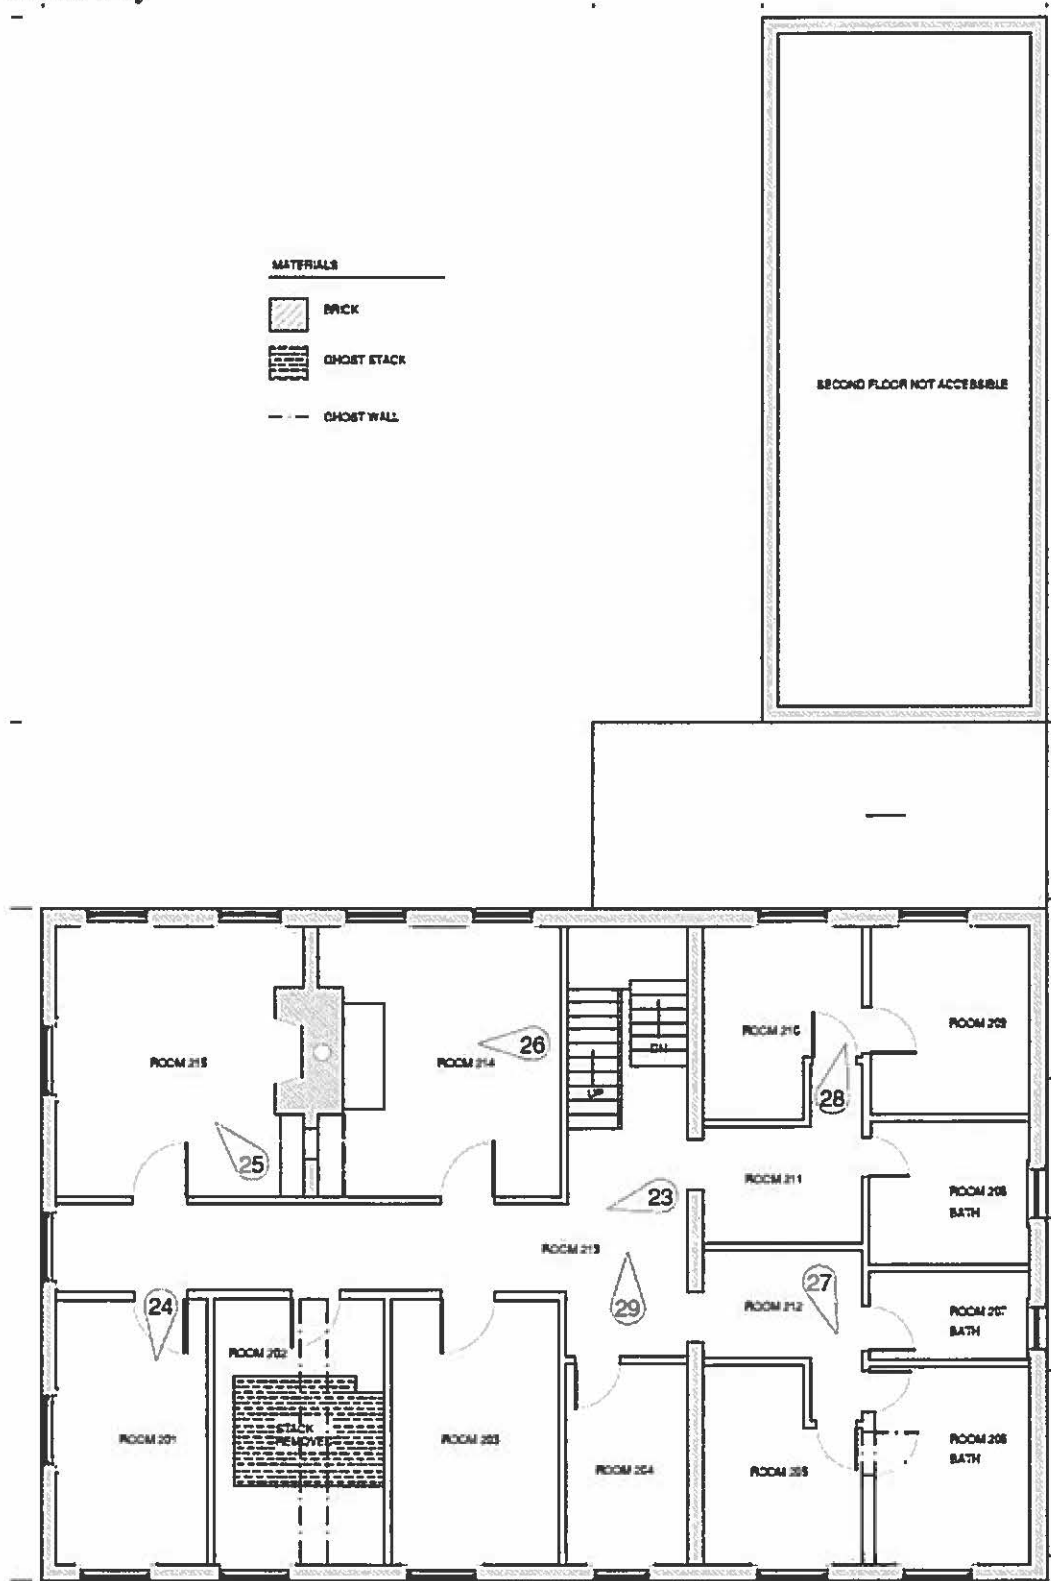 MATERIALS
BRICK
GHOST STACK
GHOST WALL
SECOND FLOOR NOT ACCESSIBLE
ROOM 215
ROOM 214
26
UP
DN
ROOM 210
ROOM 209
28
25
23
ROOM 211
ROOM 208
BATH
ROOM 213
24
29
27
ROOM 212
ROOM 207
BATH
ROOM 202
ROOM 201
STACK
REMOVED
ROOM 203
ROOM 204
ROOM 205
ROOM 206
BATH